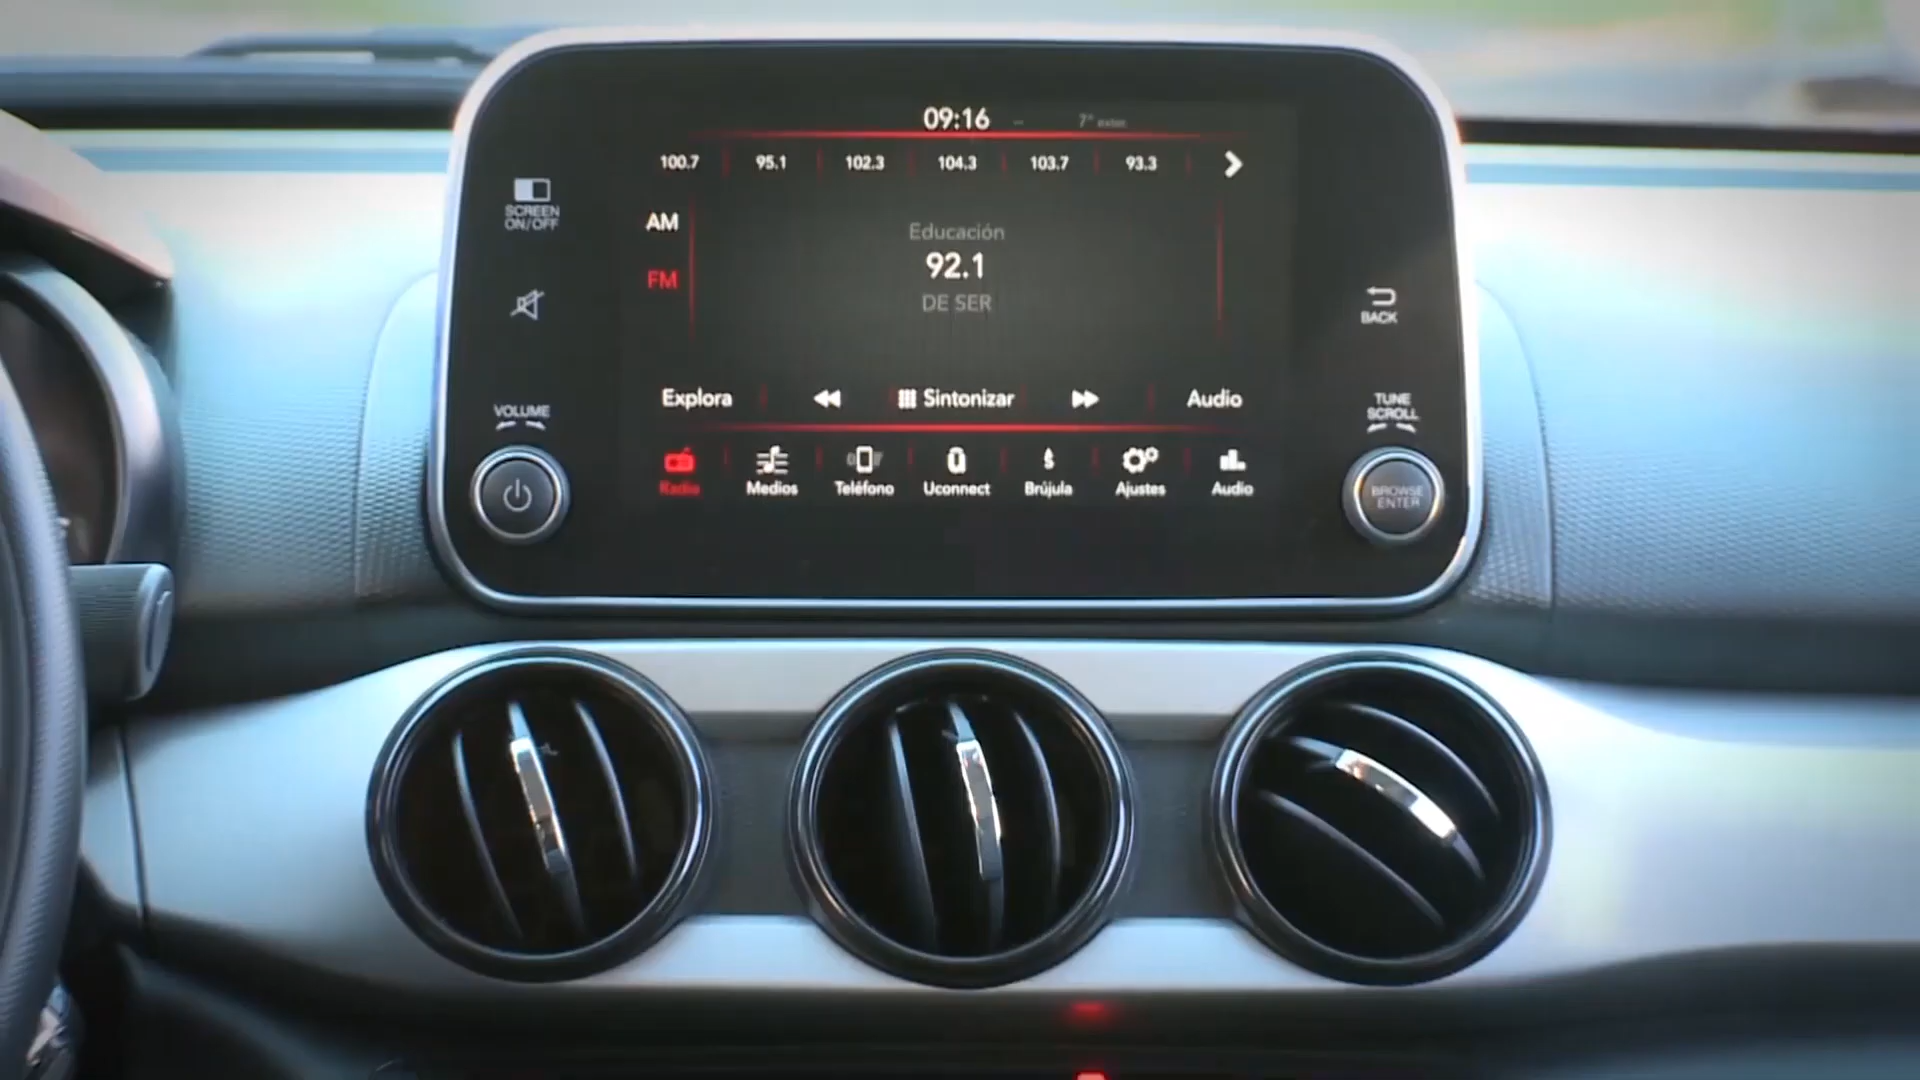 09:16
7° exter.
100.7 95.1 102.3 104.3 103.7 93.3
SCREEN
ON/OFF
AM
Educación
92.1
FM
DE SER
BACK
Explora Sintonizar Audio
VOLUME
TUNE
SCROLL
Radio Medios Teléfono Uconnect Brújula Ajustes Audio
BROWSE
ENTER